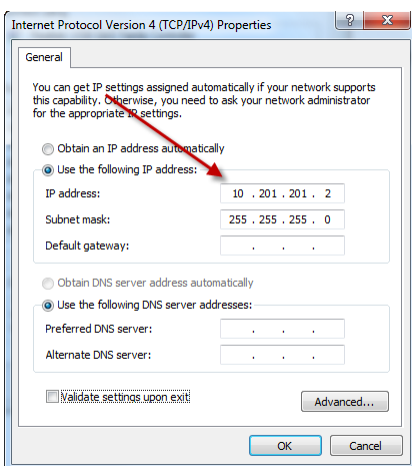 Internet Protocol Version 4 (TCP/IPv4) Properties
General
You can get IP settings assigned automatically if your network supports
this capability. Otherwise, you need to ask your network administrator
for the appropriate IP settings.
Obtain an IP address automatically
Use the following IP address:
IP address: 10 . 201 . 201 . 2
Subnet mask: 255 . 255 . 255 . 0
Default gateway: . . .
Obtain DNS server address automatically
Use the following DNS server addresses:
Preferred DNS server: . . .
Alternate DNS server: . . .
Validate settings upon exit
Advanced...
OK Cancel